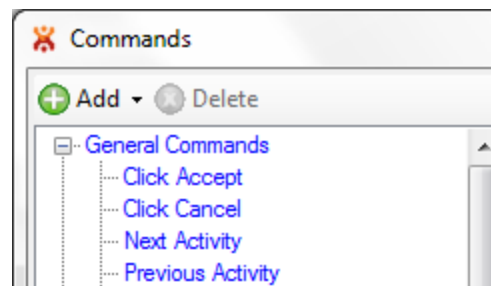 Commands
Add Delete
General Commands
Click Accept
Click Cancel
Next Activity
Previous Activity